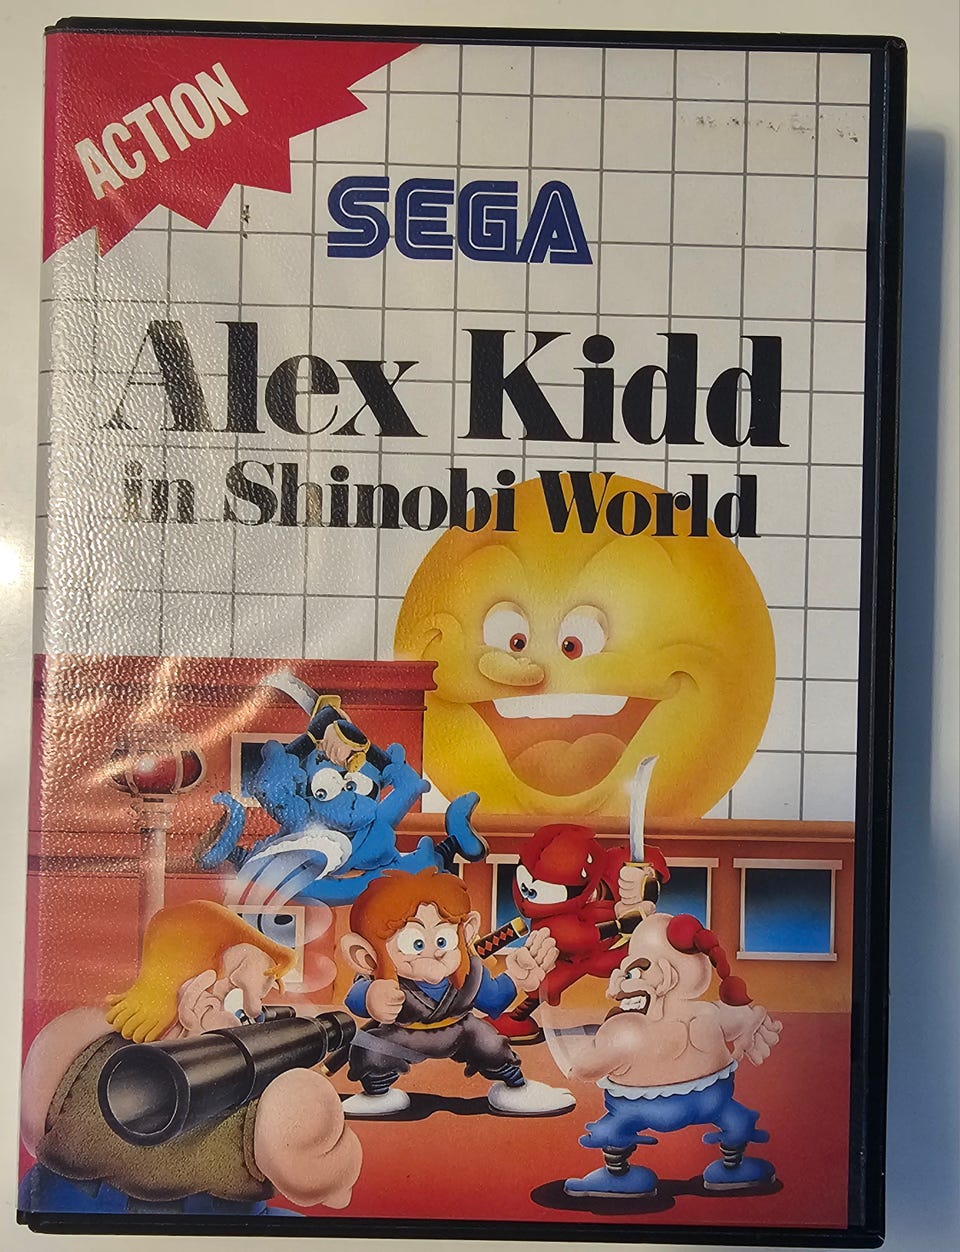 ACTION
SEGA
Alex Kidd
in Shinobi World